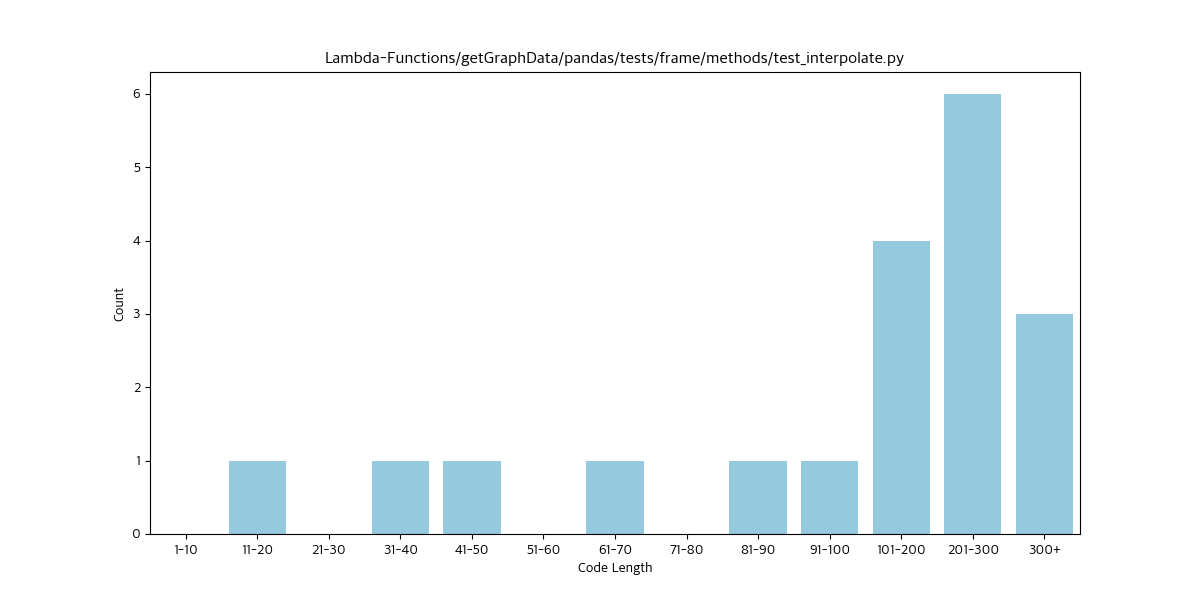 Lambda-Functions/getGraphData/pandas/tests/frame/methods/test_interpolate.py
6
5
4
3
2
1
0
Count
1-10 11-20 21-30 31-40 41-50 51-60 61-70 71-80 81-90 91-100 101-200 201-300 300+
Code Length